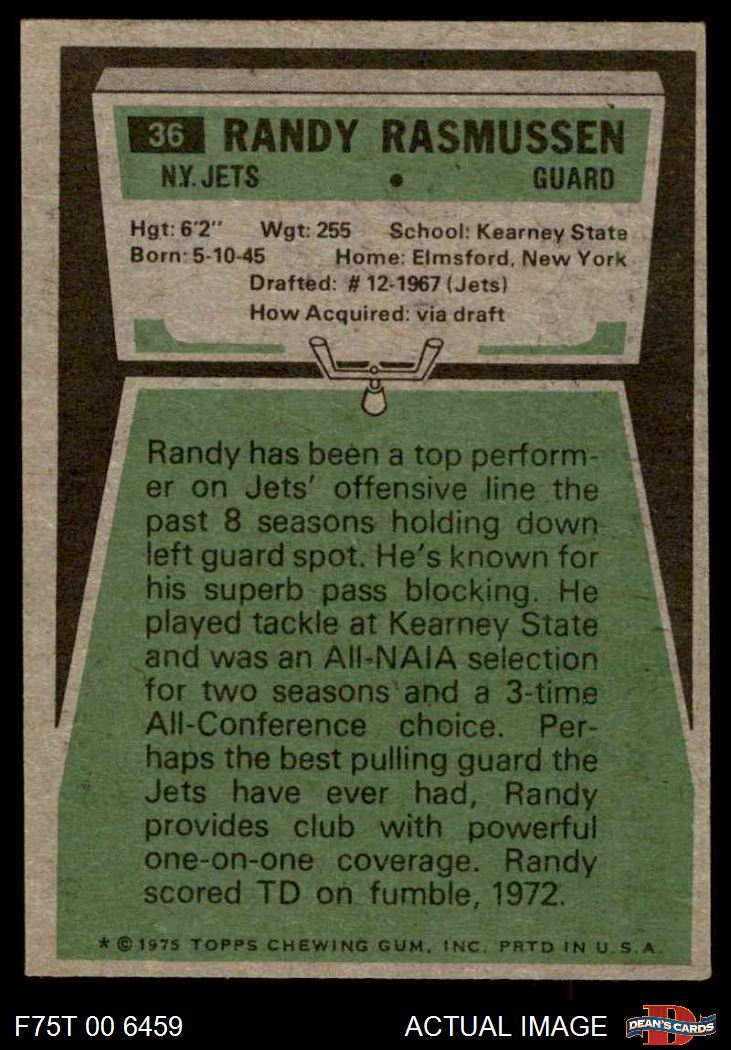 36 RANDY RASMUSSEN
N.Y. JETS • GUARD
Hgt: 6'2" Wgt: 255 School: Kearney State
Born: 5-10-45 Home: Elmsford, New York
Drafted: # 12-1967 (Jets)
How Acquired: via draft
Randy has been a top perform-
er on Jets' offensive line the
past 8 seasons holding down
left guard spot. He's known for
his superb pass blocking. He
played tackle at Kearney State
and was an All-NAIA selection
for two seasons and a 3-time
All-Conference choice. Per-
haps the best pulling guard the
Jets have ever had, Randy
provides club with powerful
one-on-one coverage. Randy
scored TD on fumble, 1972.
* © 1975 TOPPS CHEWING GUM, INC. PRTD IN U.S.A.
F75T 00 6459 ACTUAL IMAGE D DEAN'S CARDS